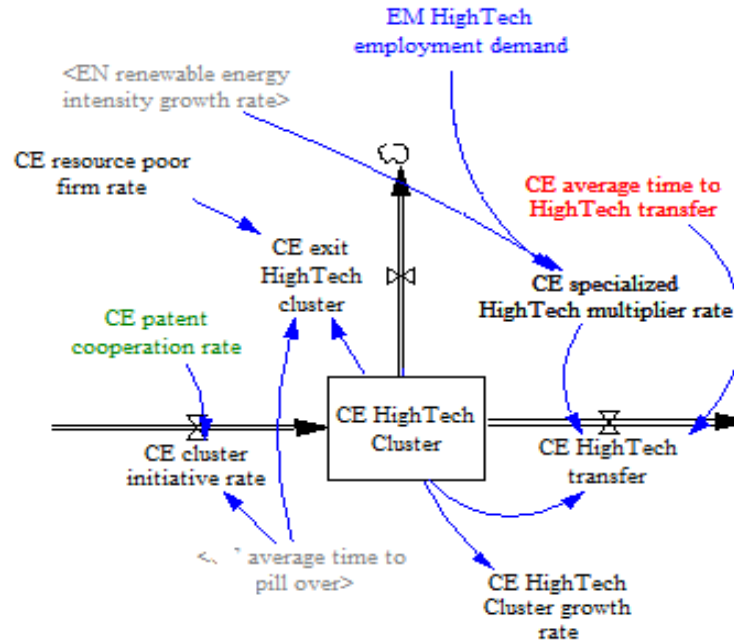 EM HighTech
employment demand
<EN renewable energy
intensity growth rate>
CE resource poor
firm rate
CE average time to
HighTech transfer
CE exit
HighTech
cluster
CE specialized
HighTech multiplier rate
CE patent
cooperation rate
CE HighTech
Cluster
CE cluster
initiative rate
CE HighTech
transfer
average time to
pill over>
CE HighTech
Cluster growth
rate